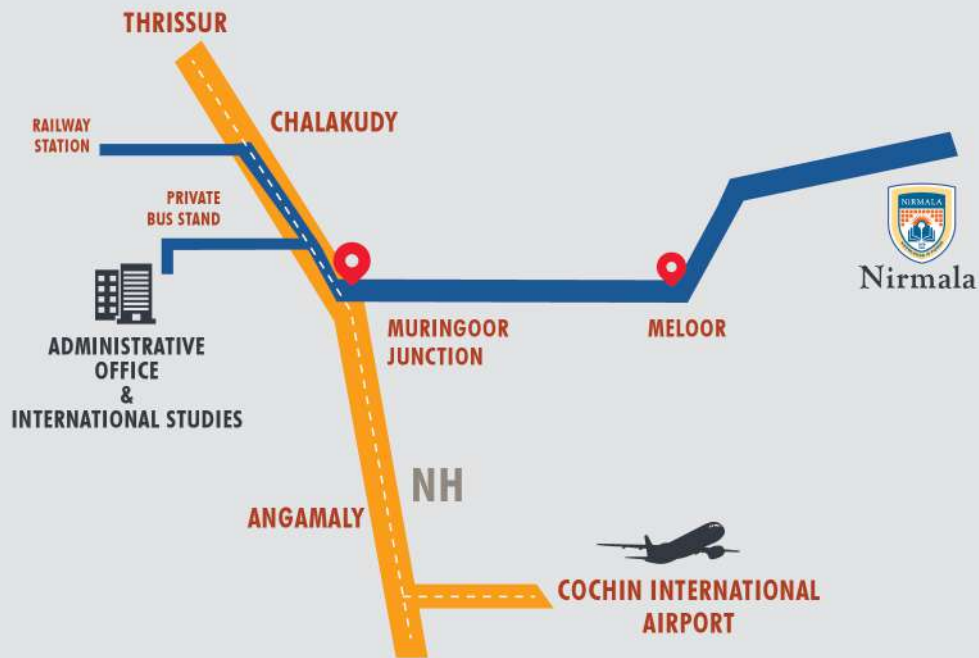 THRISSUR
CHALAKUDY
RAILWAY
STATION
PRIVATE
BUS STAND
NIRMALA
Nirmala
MURINGOOR
JUNCTION
MELOOR
ADMINISTRATIVE
OFFICE
&
INTERNATIONAL STUDIES
NH
ANGAMALY
COCHIN INTERNATIONAL
AIRPORT